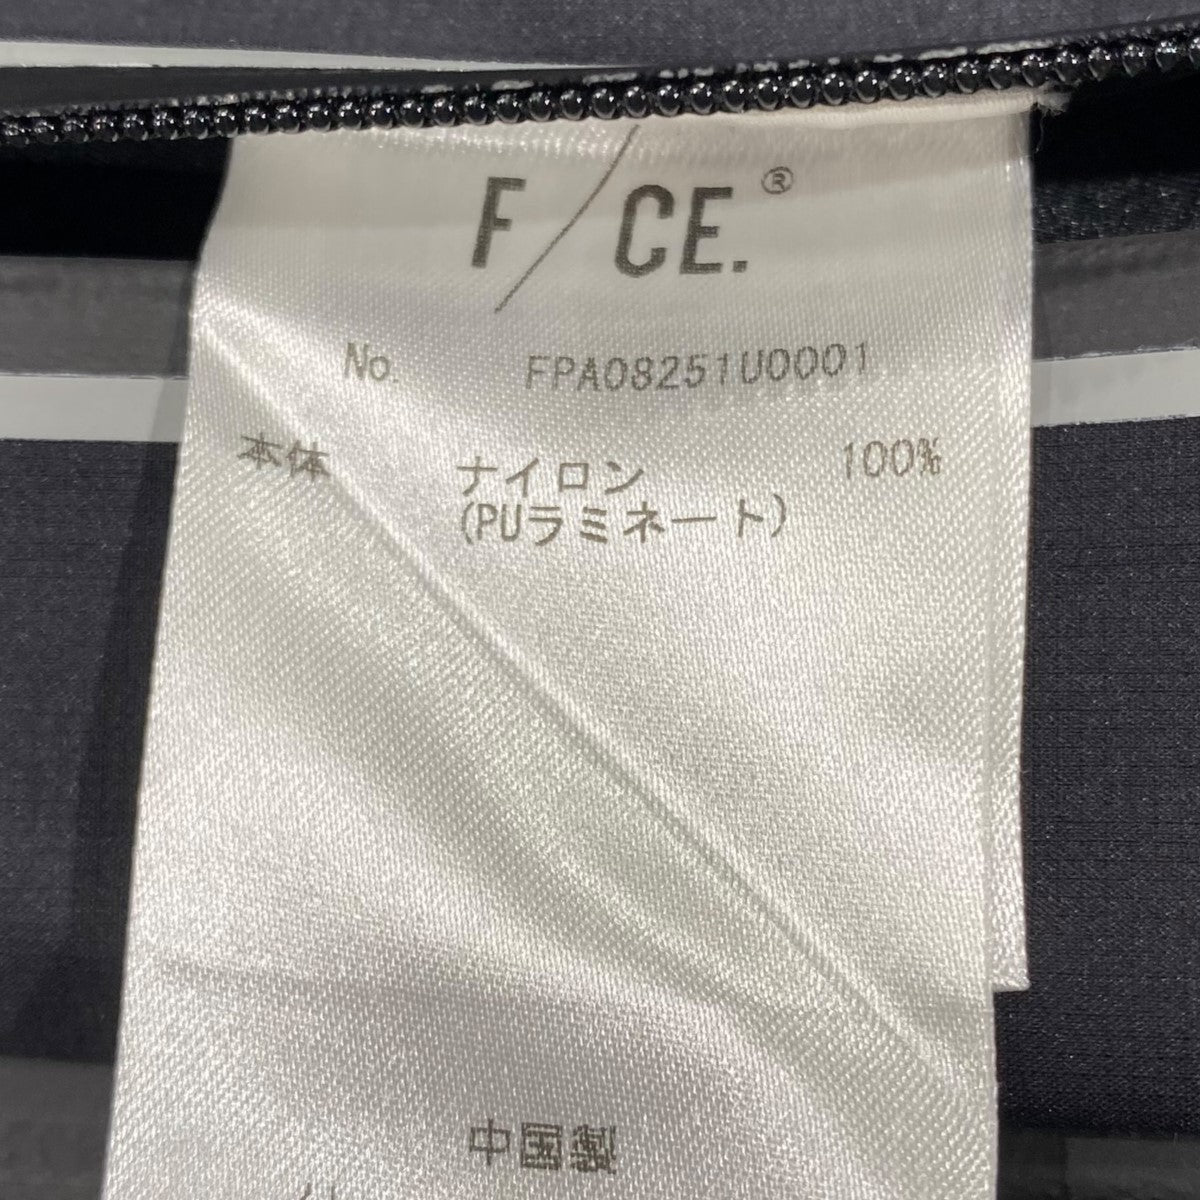 F/CE.®
No. FPA08251U0001
本体 ナイロン 100%
(PUラミネート)
中国製